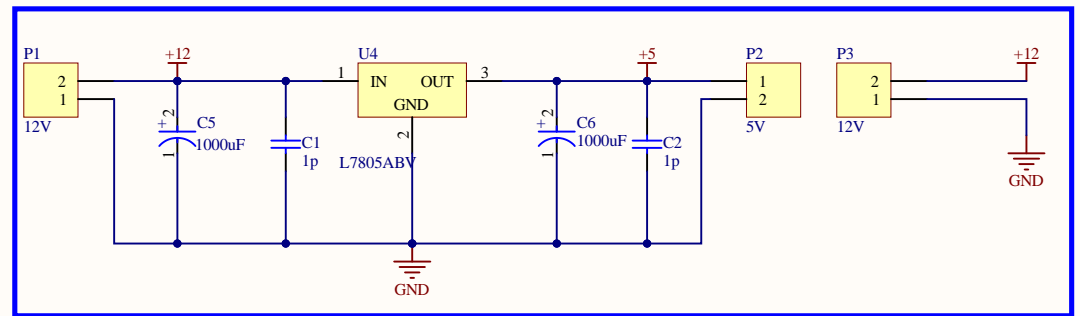 P1
2
1
12V
+12
+
2
1
C5
1000uF
C1
1p
U4
1
IN
OUT
3
GND
2
L7805ABV
GND
+
2
1
C6
1000uF
+5
C2
1p
P2
1
2
5V
P3
2
1
12V
+12
GND